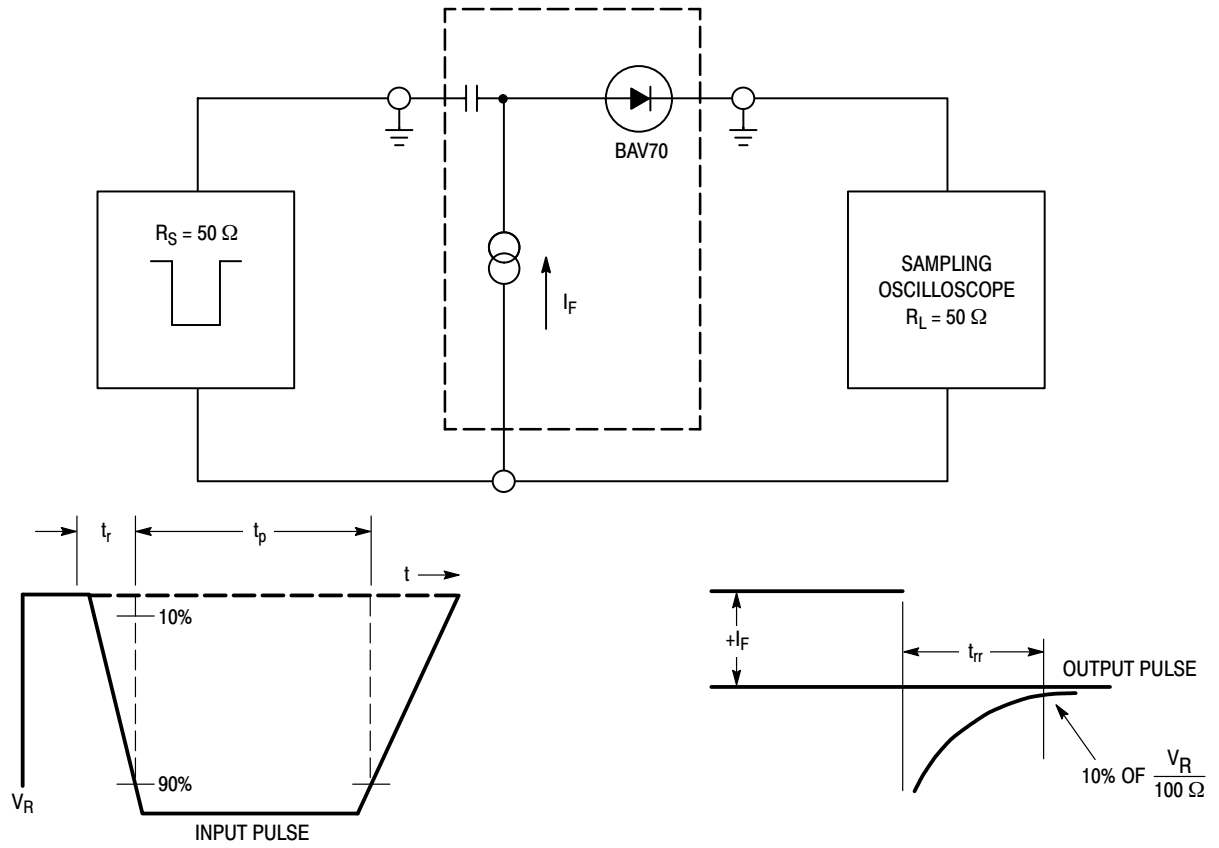 BAV70
R_S = 50 Ω
I_F
SAMPLING
OSCILLOSCOPE
R_L = 50 Ω
t_r
t_p
t
10%
90%
V_R
INPUT PULSE
+I_F
t_rr
OUTPUT PULSE
10% OF V_R / 100 Ω